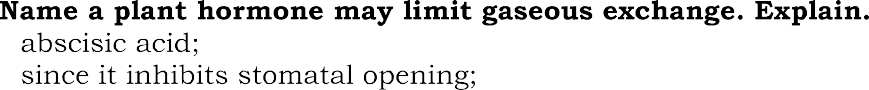 Name a plant hormone may limit gaseous exchange. Explain.
abscisic acid;
since it inhibits stomatal opening;